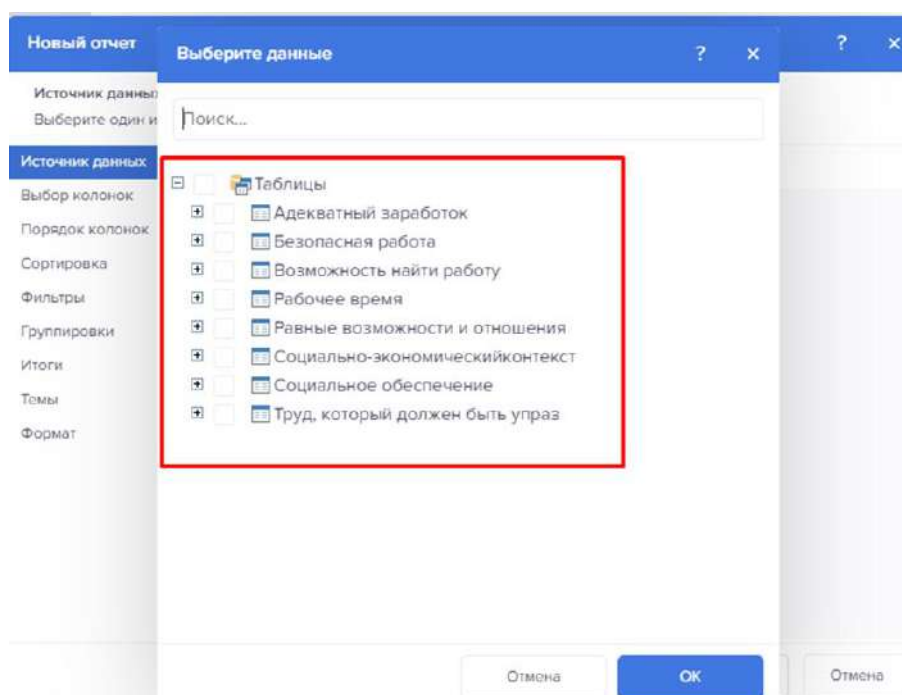 Новый отчет
Выберите данные
? ×
? ×
Источник данных
Выберите один и
Поиск...
Источник данных
Выбор колонок
Порядок колонок
Сортировка
Фильтры
Группировки
Итоги
Темы
Формат
Таблицы
Адекватный заработок
Безопасная работа
Возможность найти работу
Рабочее время
Равные возможности и отношения
Социально-экономическийконтекст
Социальное обеспечение
Труд, который должен быть упраз
Отмена
ОК
Отмена